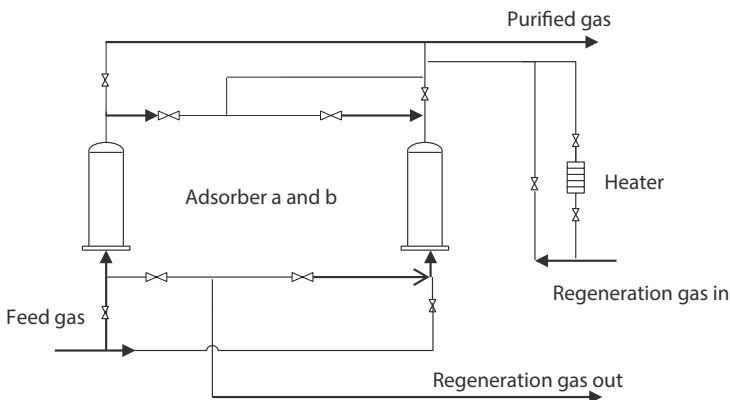 Purified gas
Adsorber a and b
Heater
Regeneration gas in
Feed gas
Regeneration gas out